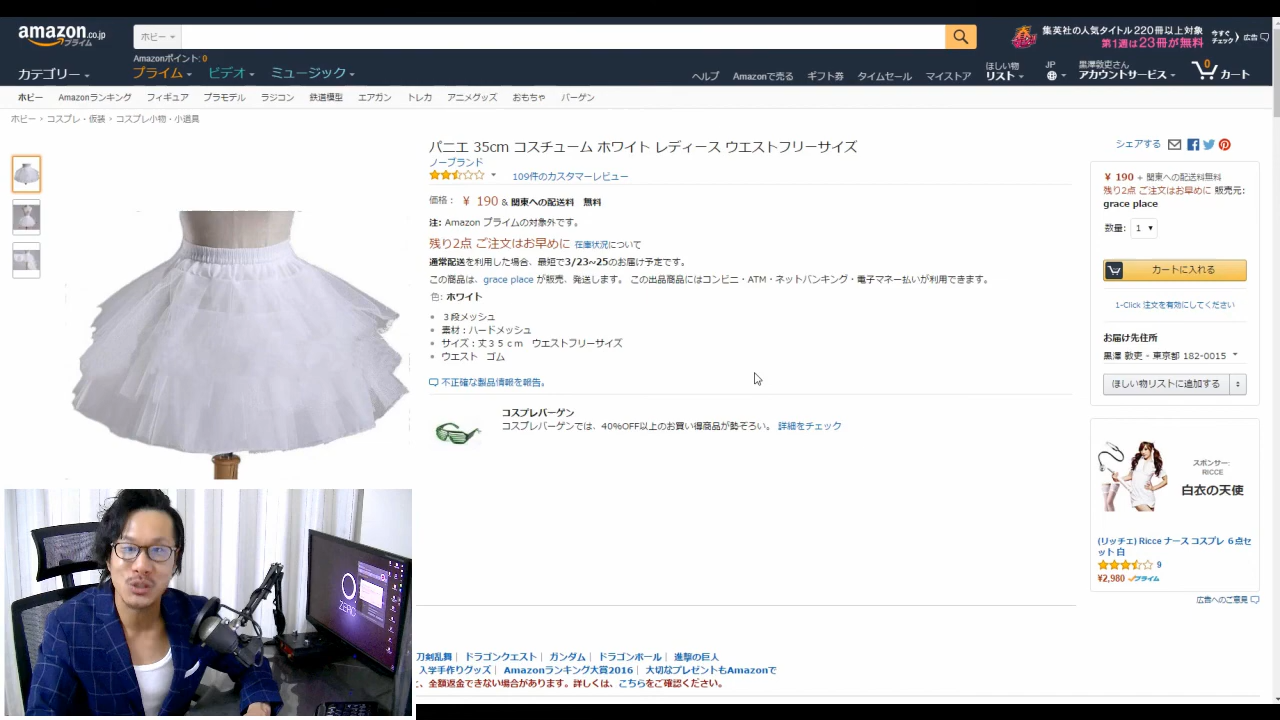 amazon.co.jp
プライム
ホビー
集英社の人気タイトル220冊以上対象
第1週は23冊が無料
今すぐ
チェック
広告
Amazonポイント: 0
カテゴリー
プライム
ビデオ
ミュージック
ヘルプ
Amazonで売る
ギフト券
タイムセール
マイストア
ほしい物
リスト
JP
黒澤敦吏さん
アカウントサービス
0
カート
ホビー
Amazonランキング
フィギュア
プラモデル
ラジコン
鉄道模型
エアガン
トレカ
アニメグッズ
おもちゃ
バーゲン
ホビー › コスプレ・仮装 › コスプレ小物・小道具
パニエ 35cm コスチューム ホワイト レディース ウエストフリーサイズ
ノーブランド
109件のカスタマーレビュー
価格： ￥ 190 & 関東への配送料 無料
注: Amazon プライムの対象外です。
残り2点 ご注文はお早めに 在庫状況について
通常配送を利用した場合、最短で3/23~25のお届け予定です。
この商品は、grace place が販売、発送します。 この出品商品にはコンビニ・ATM・ネットバンキング・電子マネー払いが利用できます。
色: ホワイト
３段メッシュ
素材：ハードメッシュ
サイズ：丈３５ｃｍ ウエストフリーサイズ
ウエスト ゴム
不正確な製品情報を報告。
コスプレバーゲン
コスプレバーゲンでは、40%OFF以上のお買い得商品が勢ぞろい。 詳細をチェック
シェアする
￥ 190 + 関東への配送料無料
残り2点 ご注文はお早めに 販売元:
grace place
数量: 1
カートに入れる
1-Click 注文を有効にしてください
お届け先住所
黒澤 敦吏 - 東京都 182-0015
ほしい物リストに追加する
スポンサー:
RICCE
白衣の天使
(リッチェ) Ricce ナース コスプレ ６点セ
ット 白
9
¥2,980 プライム
広告へのご意見
ZERO
刀剣乱舞｜ ドラゴンクエスト｜ ガンダム｜ ドラゴンボール｜ 進撃の巨人
入学手作りグッズ｜ Amazonランキング大賞2016｜ 大切なプレゼントもAmazonで
と、全額返金できない場合があります。詳しくは、こちらをご確認ください。